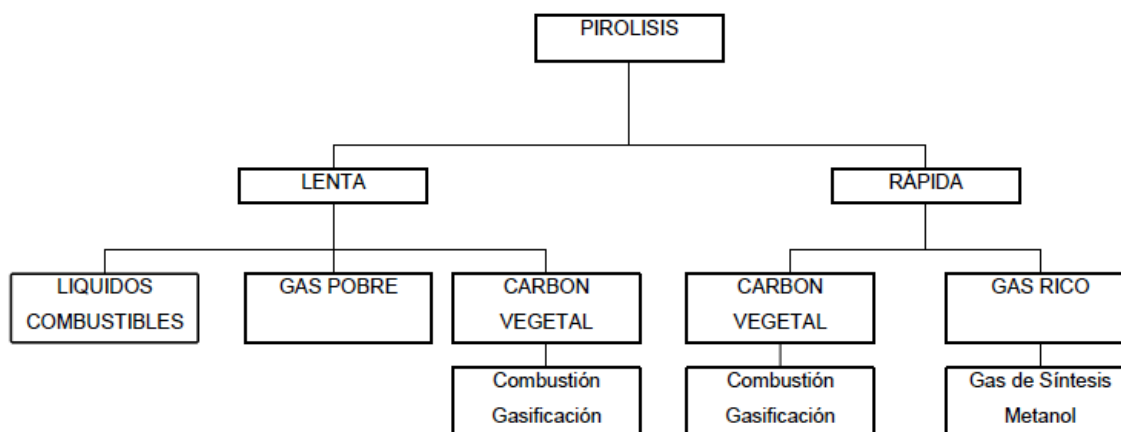 PIROLISIS
LENTA
RÁPIDA
LIQUIDOS
COMBUSTIBLES
GAS POBRE
CARBON
VEGETAL
CARBON
VEGETAL
GAS RICO
Combustión
Gasificación
Combustión
Gasificación
Gas de Síntesis
Metanol